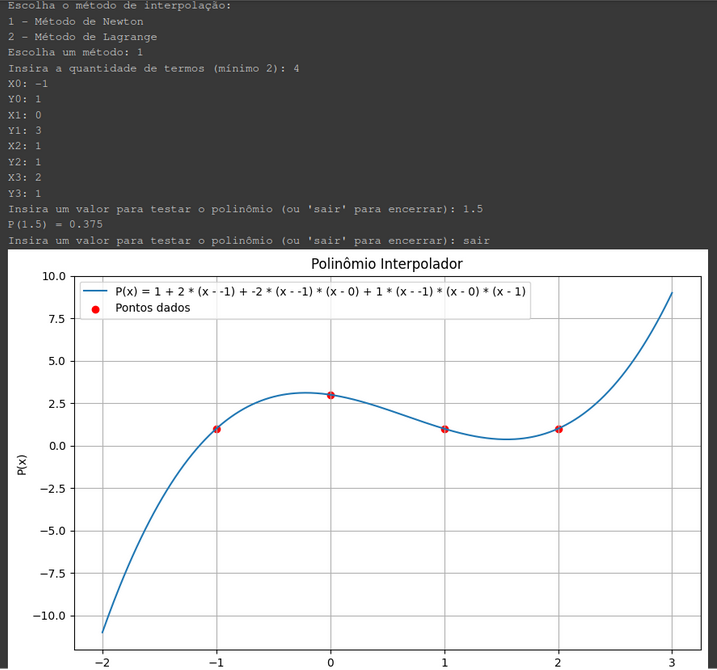 Escolha o método de interpolação:
1 - Método de Newton
2 - Método de Lagrange
Escolha um método: 1
Insira a quantidade de termos (mínimo 2): 4
X0: -1
Y0: 1
X1: 0
Y1: 3
X2: 1
Y2: 1
X3: 2
Y3: 1
Insira um valor para testar o polinômio (ou 'sair' para encerrar): 1.5
P(1.5) = 0.375
Insira um valor para testar o polinômio (ou 'sair' para encerrar): sair
Polinômio Interpolador
P(x) = 1 + 2 * (x - -1) + -2 * (x - -1) * (x - 0) + 1 * (x - -1) * (x - 0) * (x - 1)
Pontos dados
10.0
7.5
5.0
2.5
0.0
−2.5
−5.0
−7.5
−10.0
P(x)
−2 −1 0 1 2 3